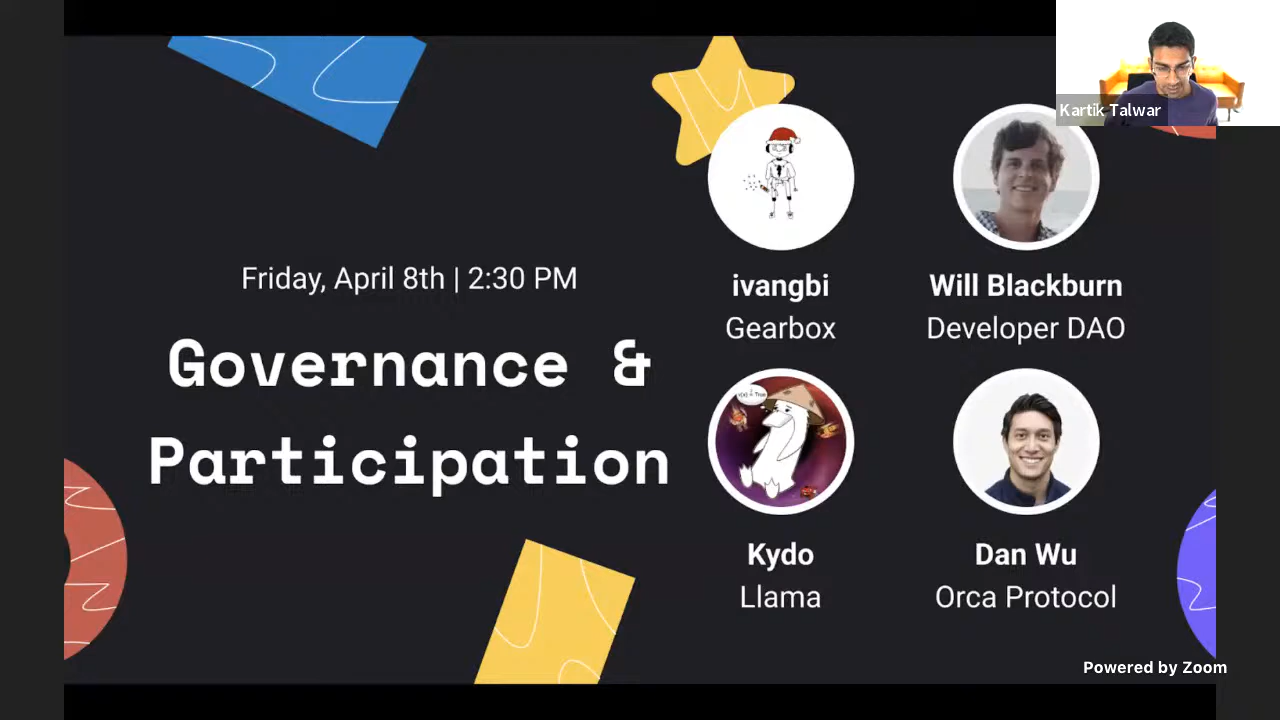 Kartik Talwar
Friday, April 8th | 2:30 PM
Governance &
Participation
ivangbi
Gearbox
Will Blackburn
Developer DAO
Kydo
Llama
Dan Wu
Orca Protocol
Powered by Zoom